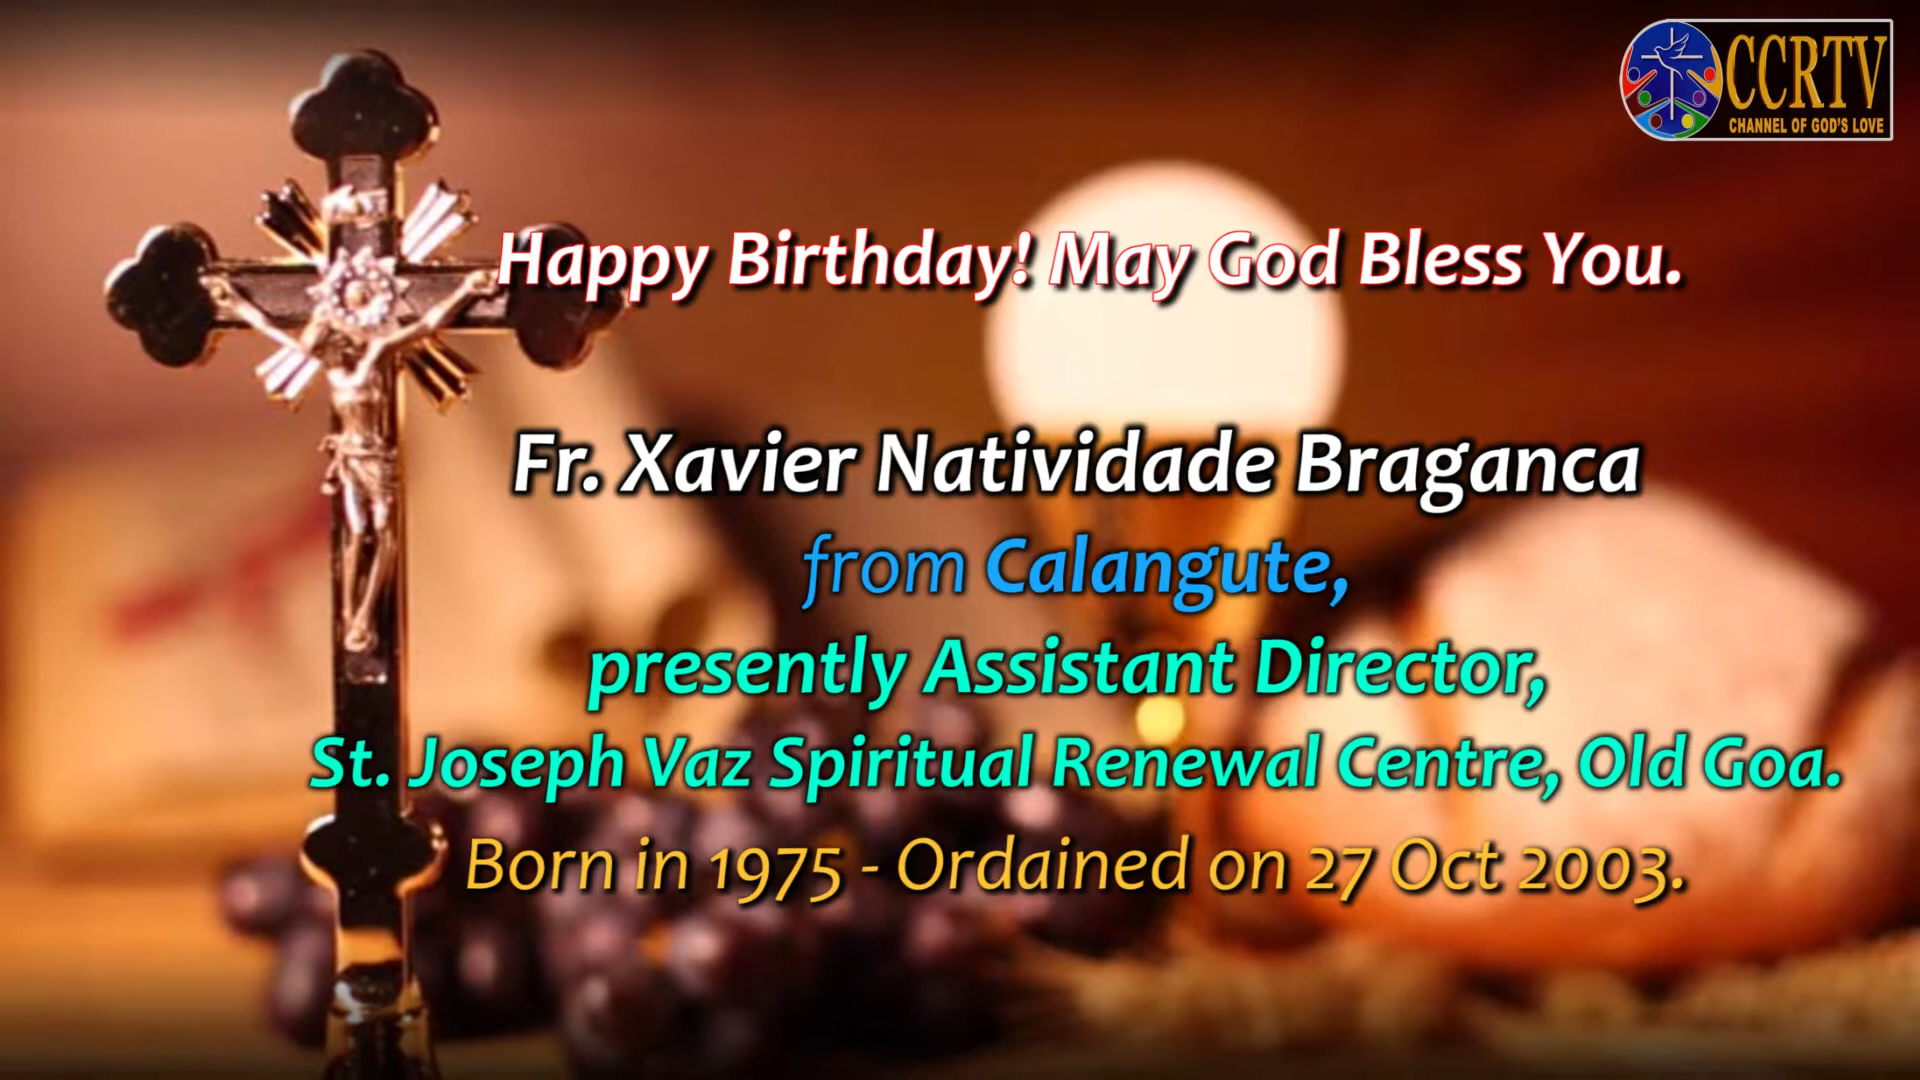 CCRTV
CHANNEL OF GOD'S LOVE
Happy Birthday! May God Bless You.
Fr. Xavier Natividade Braganca
from Calangute,
presently Assistant Director,
St. Joseph Vaz Spiritual Renewal Centre, Old Goa.
Born in 1975 - Ordained on 27 Oct 2003.